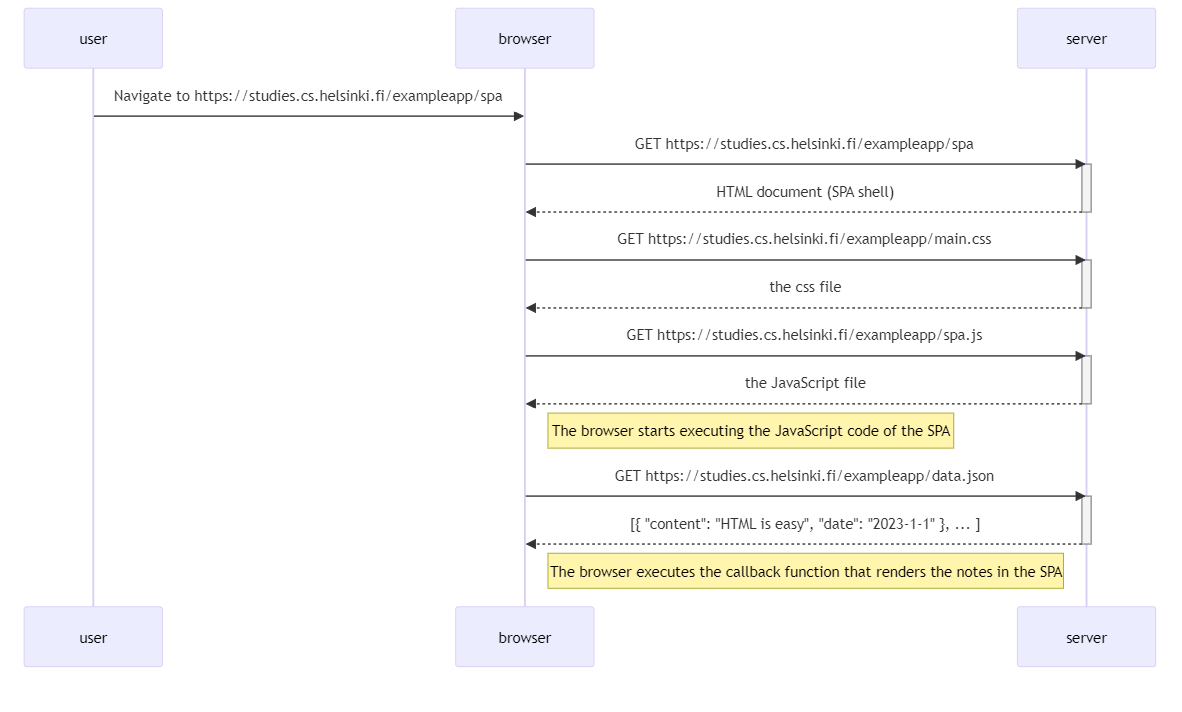 user
browser
server
Navigate to https://studies.cs.helsinki.fi/exampleapp/spa
GET https://studies.cs.helsinki.fi/exampleapp/spa
HTML document (SPA shell)
GET https://studies.cs.helsinki.fi/exampleapp/main.css
the css file
GET https://studies.cs.helsinki.fi/exampleapp/spa.js
the JavaScript file
The browser starts executing the JavaScript code of the SPA
GET https://studies.cs.helsinki.fi/exampleapp/data.json
[{ "content": "HTML is easy", "date": "2023-1-1" }, ... ]
The browser executes the callback function that renders the notes in the SPA
user
browser
server